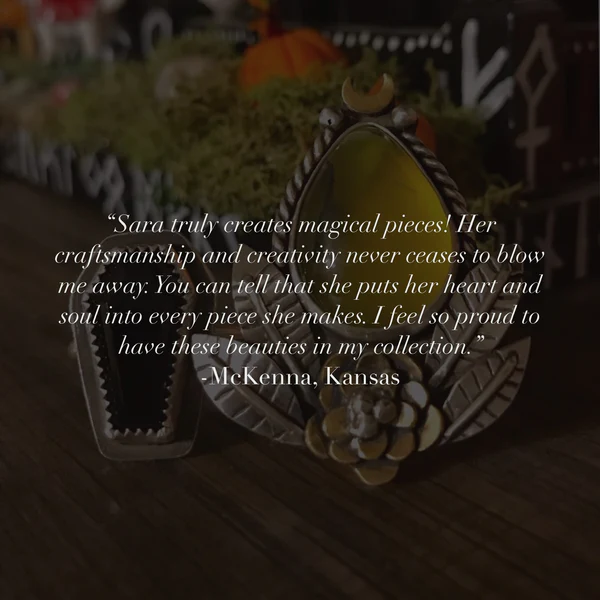 “Sara truly creates magical pieces! Her
craftsmanship and creativity never ceases to blow
me away. You can tell that she puts her heart and
soul into every piece she makes. I feel so proud to
have these beauties in my collection.”
-McKenna, Kansas